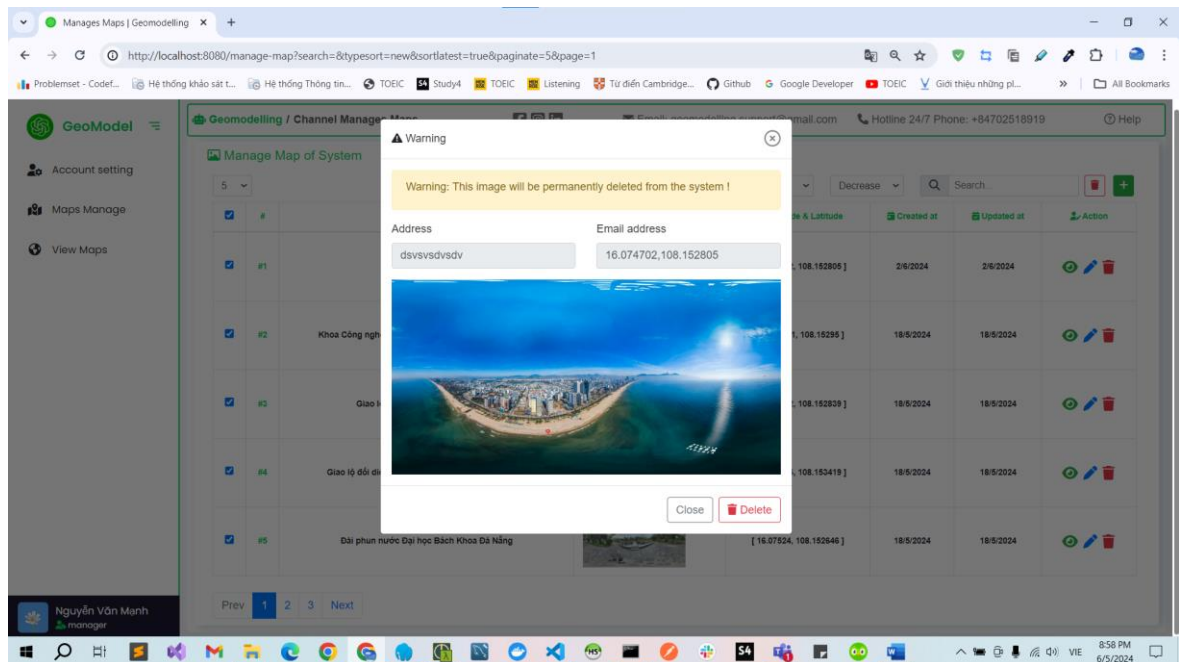 Manages Maps | Geomodelling
http://localhost:8080/manage-map?search=&typesort=new&sortlatest=true&paginate=5&page=1
Problemset - Codef... Hệ thống khảo sát t... Hệ thống Thông tin... TOEIC S4 Study4 TOEIC Listening Từ điển Cambridge... Github Google Developer TOEIC Giới thiệu những pl... All Bookmarks
GeoModel
Geomodelling / Channel Manages Maps
Hotline 24/7 Phone: +84702518919
Help
Account setting
Maps Manage
View Maps
Manage Map of System
5
Decrease
Search...
# Created at Updated at Action
#1 108.152805 ] 2/6/2024 2/6/2024
#2 Khoa Công ngh 108.15295 ] 18/5/2024 18/5/2024
#3 Giao l 108.152839 ] 18/5/2024 18/5/2024
#4 Giao lộ đối di 108.153419 ] 18/5/2024 18/5/2024
#5 Đài phun nước Đại học Bách Khoa Đà Nẵng [ 16.07524, 108.152646 ] 18/5/2024 18/5/2024
Warning
Warning: This image will be permanently deleted from the system !
Address Email address
dsvsvsdvsdv 16.074702,108.152805
Close Delete
Prev 1 2 3 Next
Nguyễn Văn Mạnh
manager
S4
VIE
8:58 PM
6/5/2024